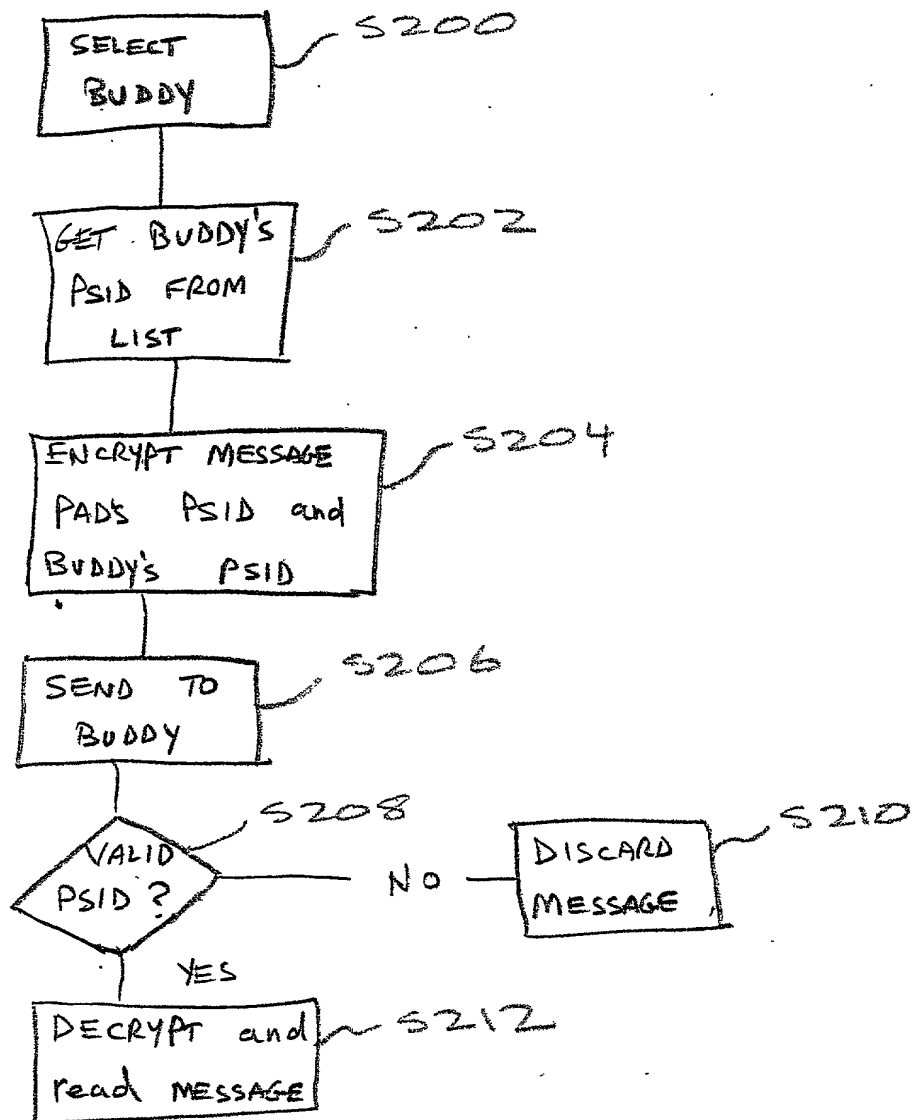 SELECT
BUDDY
S200
GET BUDDY'S
PSID FROM
LIST
S202
ENCRYPT MESSAGE
PAD'S PSID and
BUDDY'S PSID
S204
SEND TO
BUDDY
S206
VALID
PSID ?
S208
NO
DISCARD
MESSAGE
S210
YES
DECRYPT and
read MESSAGE
S212